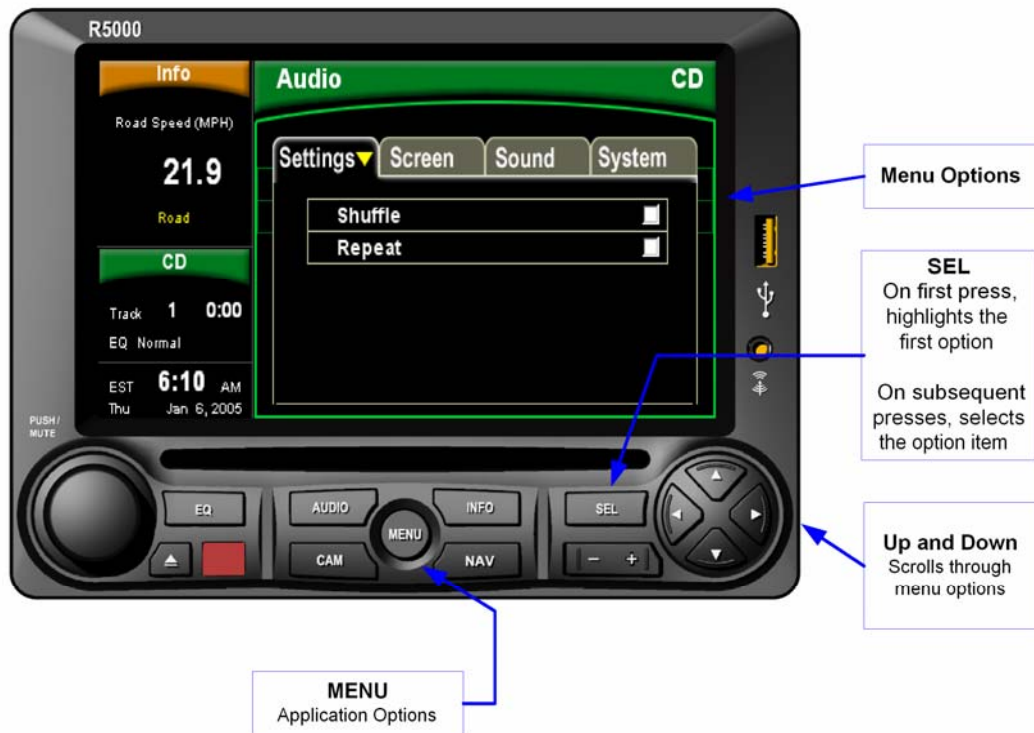 R5000
Info
Road Speed (MPH)
21.9
Road
CD
Track 1 0:00
EQ Normal
EST 6:10 AM
Thu Jan 6, 2005
Audio CD
Settings Screen Sound System
Shuffle
Repeat
PUSH /
MUTE
EQ
AUDIO
INFO
MENU
CAM
NAV
SEL
− +
Menu Options
SEL
On first press,
highlights the
first option
On subsequent
presses, selects
the option item
Up and Down
Scrolls through
menu options
MENU
Application Options